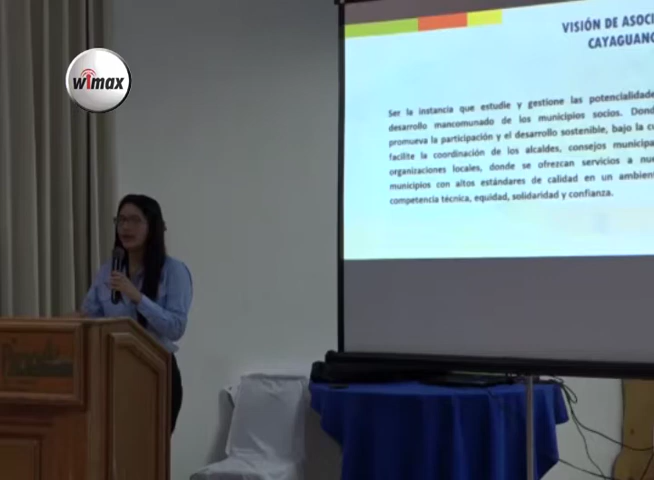 wimax
VISIÓN DE ASOCI
CAYAGUANC
Ser la instancia que estudie y gestione las potencialidade
desarrollo mancomunado de los municipios socios. Dond
promueva la participación y el desarrollo sostenible, bajo la c
facilite la coordinación de los alcaldes, consejos municipa
organizaciones locales, donde se ofrezcan servicios a nu
municipios con altos estándares de calidad en un ambien
competencia técnica, equidad, solidaridad y confianza.